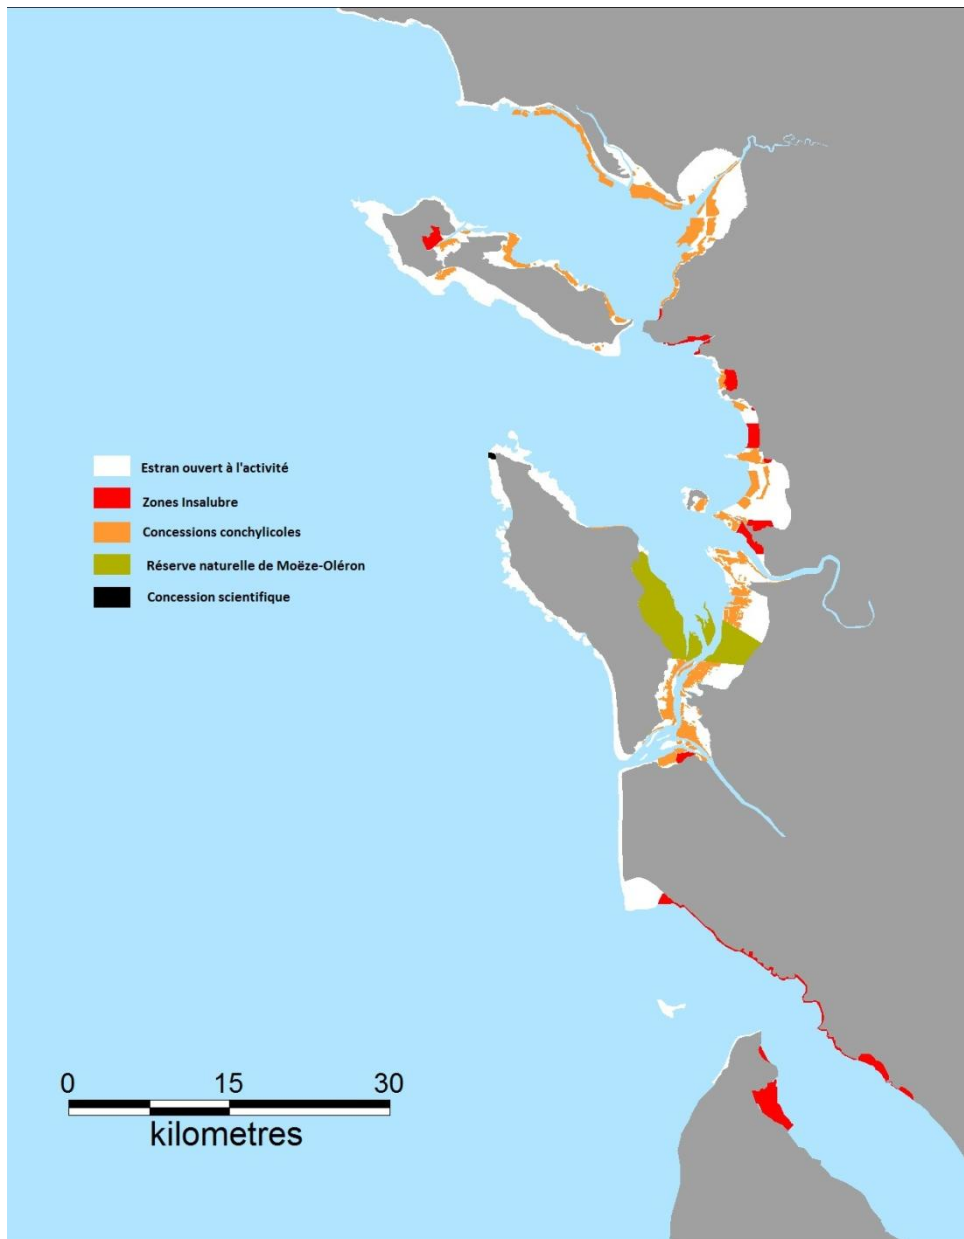 Estran ouvert à l'activité
Zones Insalubre
Concessions conchylicoles
Réserve naturelle de Moëze-Oléron
Concession scientifique
0 15 30
kilometres